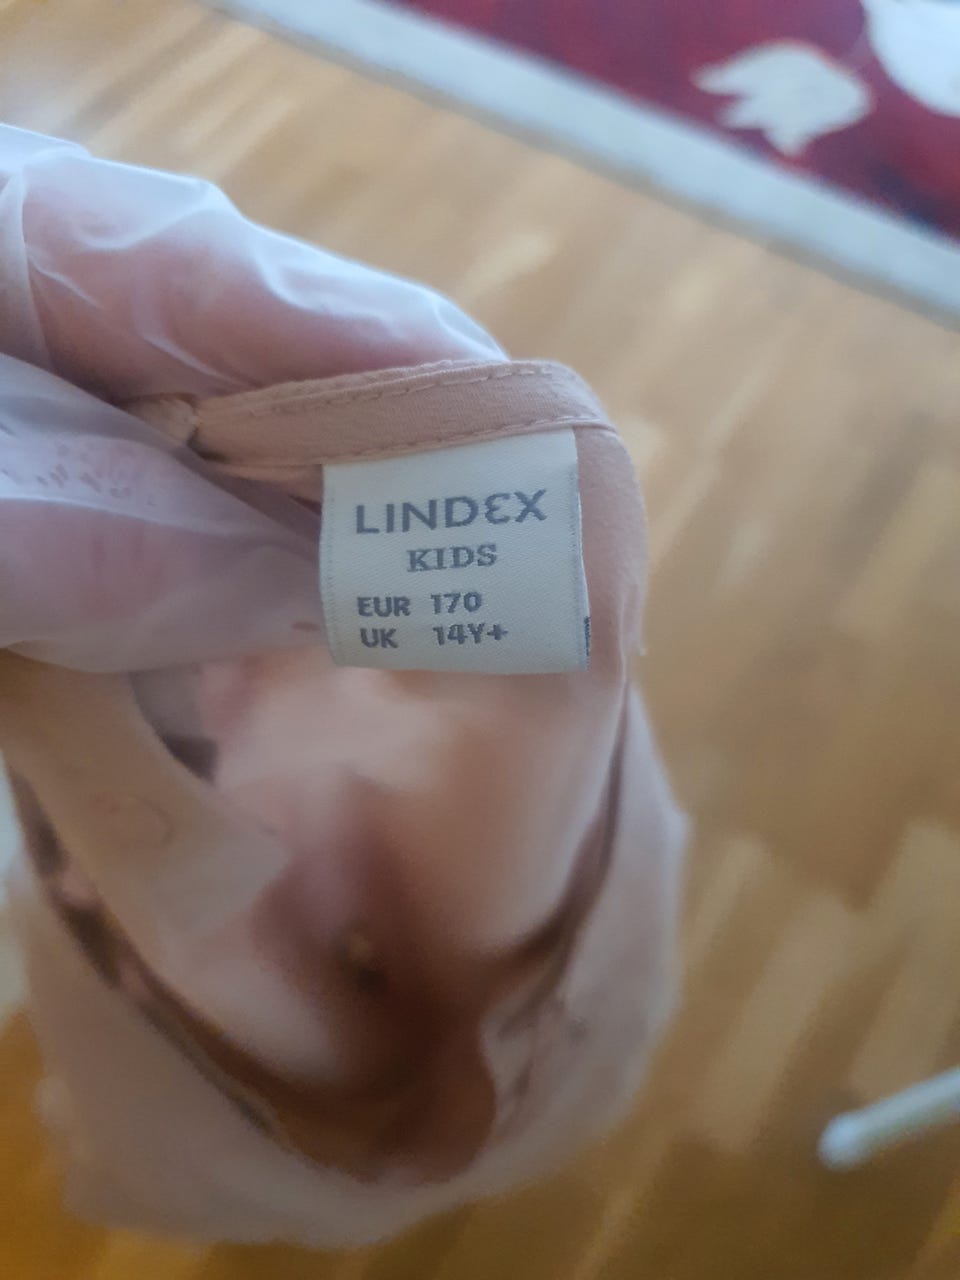 LINDEX
KIDS
EUR 170
UK 14Y+